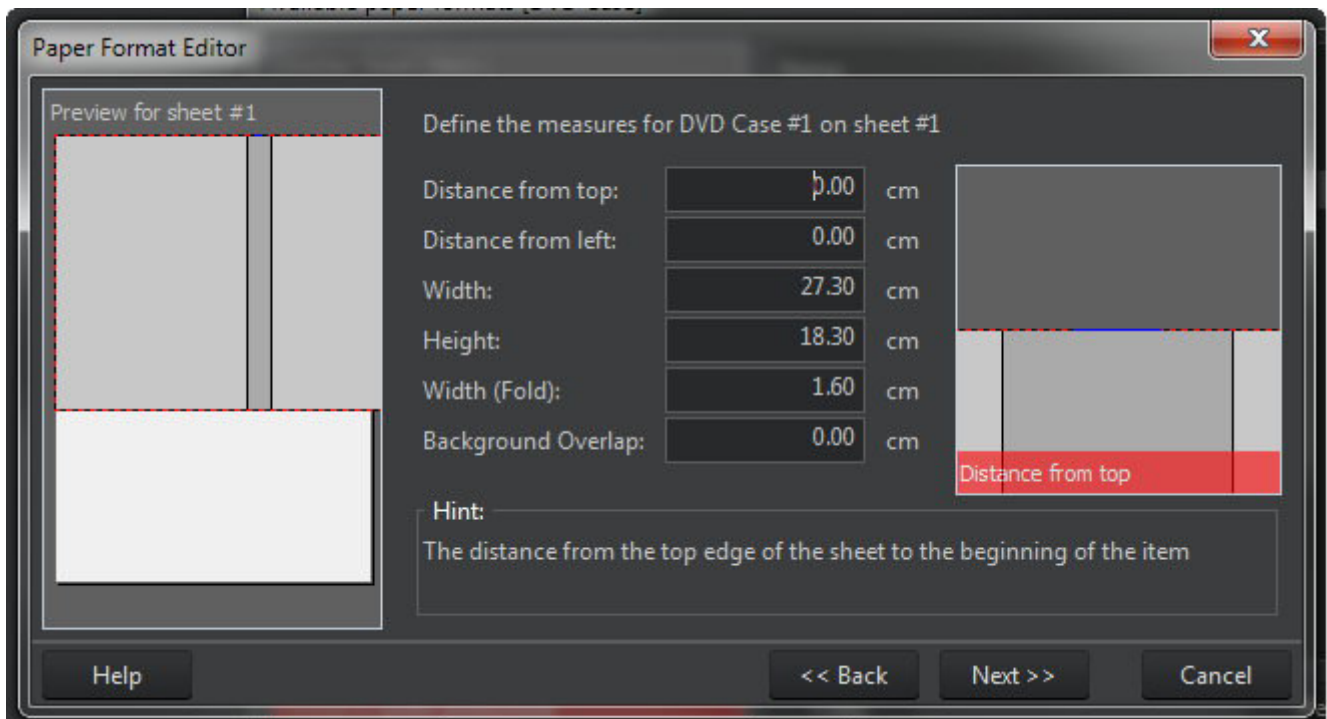 Paper Format Editor
Preview for sheet #1
Define the measures for DVD Case #1 on sheet #1
Distance from top: 0.00 cm
Distance from left: 0.00 cm
Width: 27.30 cm
Height: 18.30 cm
Width (Fold): 1.60 cm
Background Overlap: 0.00 cm
Distance from top
Hint:
The distance from the top edge of the sheet to the beginning of the item
Help << Back Next >> Cancel